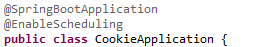 @SpringBootApplication
@EnableScheduling
public class CookieApplication {